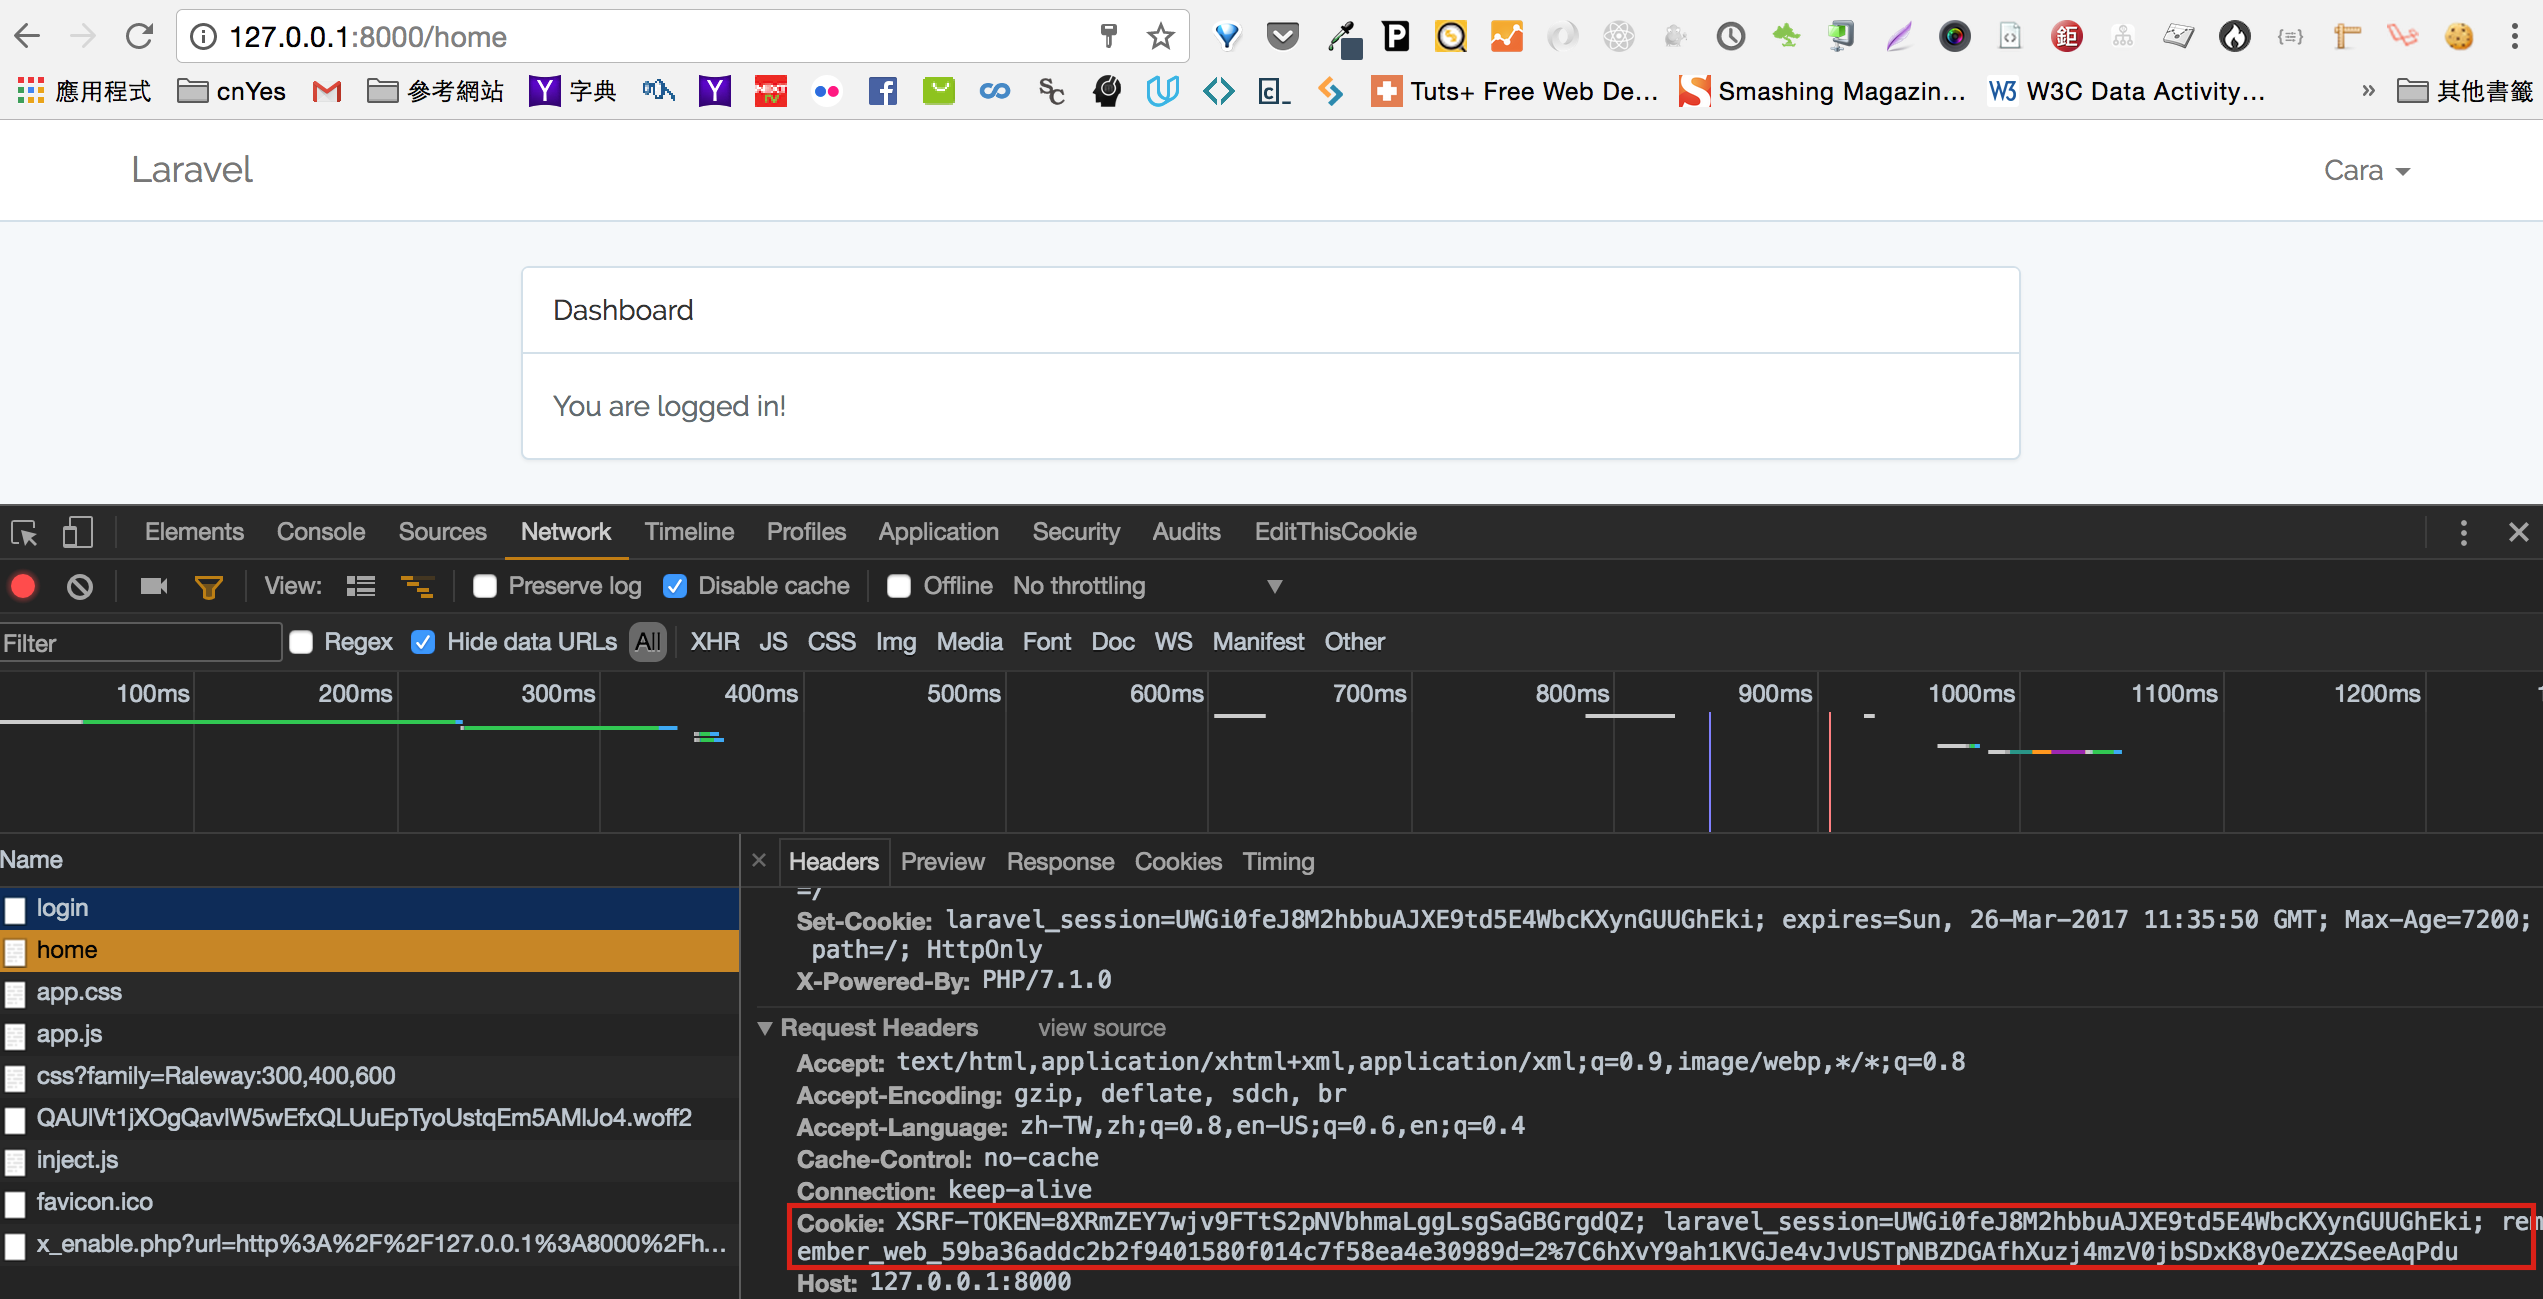 127.0.0.1:8000/home
應用程式 cnYes 參考網站 字典 Tuts+ Free Web De... Smashing Magazin... W3C Data Activity... » 其他書籤
Laravel Cara
Dashboard
You are logged in!
Elements Console Sources Network Timeline Profiles Application Security Audits EditThisCookie
View: Preserve log Disable cache Offline No throttling
Filter Regex Hide data URLs All XHR JS CSS Img Media Font Doc WS Manifest Other
100ms 200ms 300ms 400ms 500ms 600ms 700ms 800ms 900ms 1000ms 1100ms 1200ms
Name
login
home
app.css
app.js
css?family=Raleway:300,400,600
QAUlVt1jXOgQavlW5wEfxQLUuEpTyoUstqEm5AMlJo4.woff2
inject.js
favicon.ico
x_enable.php?url=http%3A%2F%2F127.0.0.1%3A8000%2Fh...
Headers Preview Response Cookies Timing
=/
Set-Cookie: laravel_session=UWGi0feJ8M2hbbuAJXE9td5E4WbcKXynGUUGhEki; expires=Sun, 26-Mar-2017 11:35:50 GMT; Max-Age=7200;
path=/; HttpOnly
X-Powered-By: PHP/7.1.0
Request Headers view source
Accept: text/html,application/xhtml+xml,application/xml;q=0.9,image/webp,*/*;q=0.8
Accept-Encoding: gzip, deflate, sdch, br
Accept-Language: zh-TW,zh;q=0.8,en-US;q=0.6,en;q=0.4
Cache-Control: no-cache
Connection: keep-alive
Cookie: XSRF-TOKEN=8XRmZEY7wjv9FTtS2pNVbhmaLggLsgSaGBGrgdQZ; laravel_session=UWGi0feJ8M2hbbuAJXE9td5E4WbcKXynGUUGhEki; rem
ember_web_59ba36addc2b2f9401580f014c7f58ea4e30989d=2%7C6hXvY9ah1KVGJe4vJvUSTpNBZDGAfhXuzj4mzV0jbSDxK8yOeZXZSeeAqPdu
Host: 127.0.0.1:8000